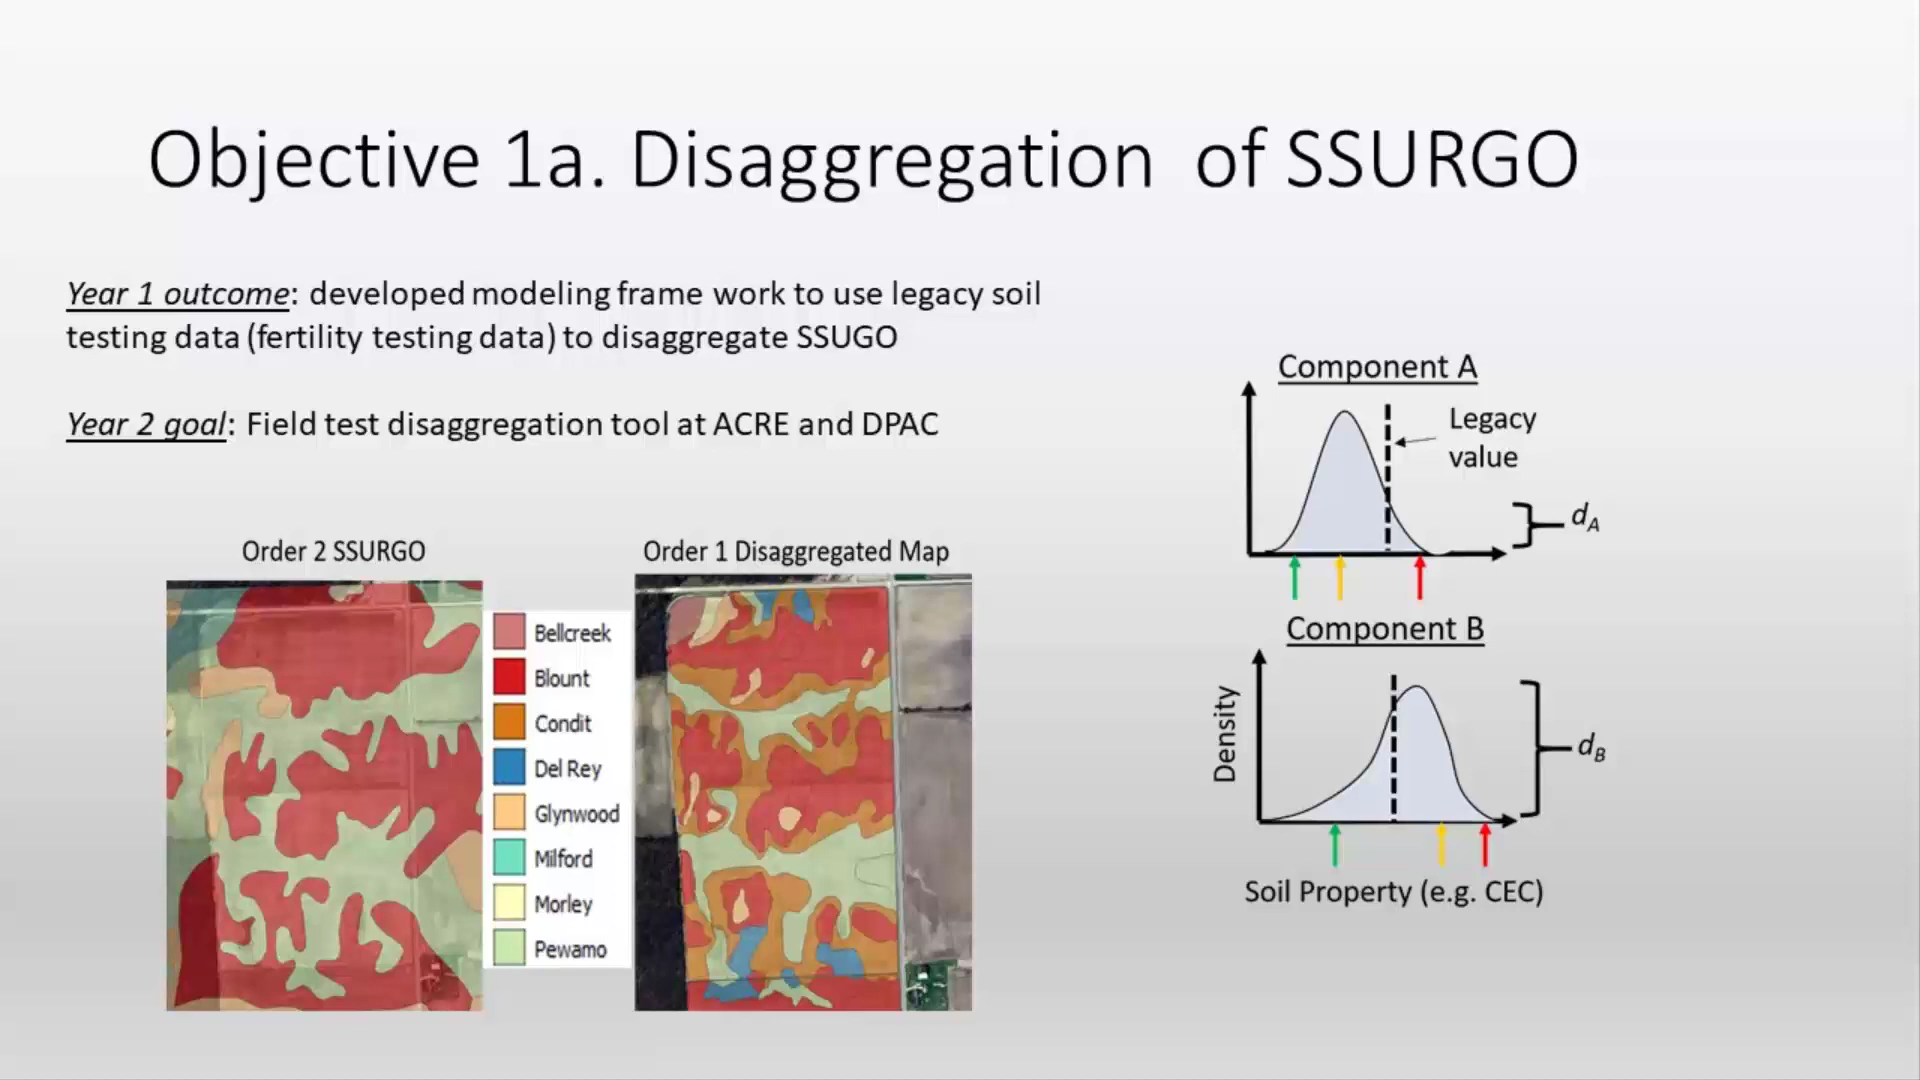 Objective 1a. Disaggregation of SSURGO
Year 1 outcome: developed modeling frame work to use legacy soil
testing data (fertility testing data) to disaggregate SSUGO
Year 2 goal: Field test disaggregation tool at ACRE and DPAC
Order 2 SSURGO
Order 1 Disaggregated Map
Bellcreek
Blount
Condit
Del Rey
Glynwood
Milford
Morley
Pewamo
Component A
Legacy
value
dA
Component B
Density
dB
Soil Property (e.g. CEC)